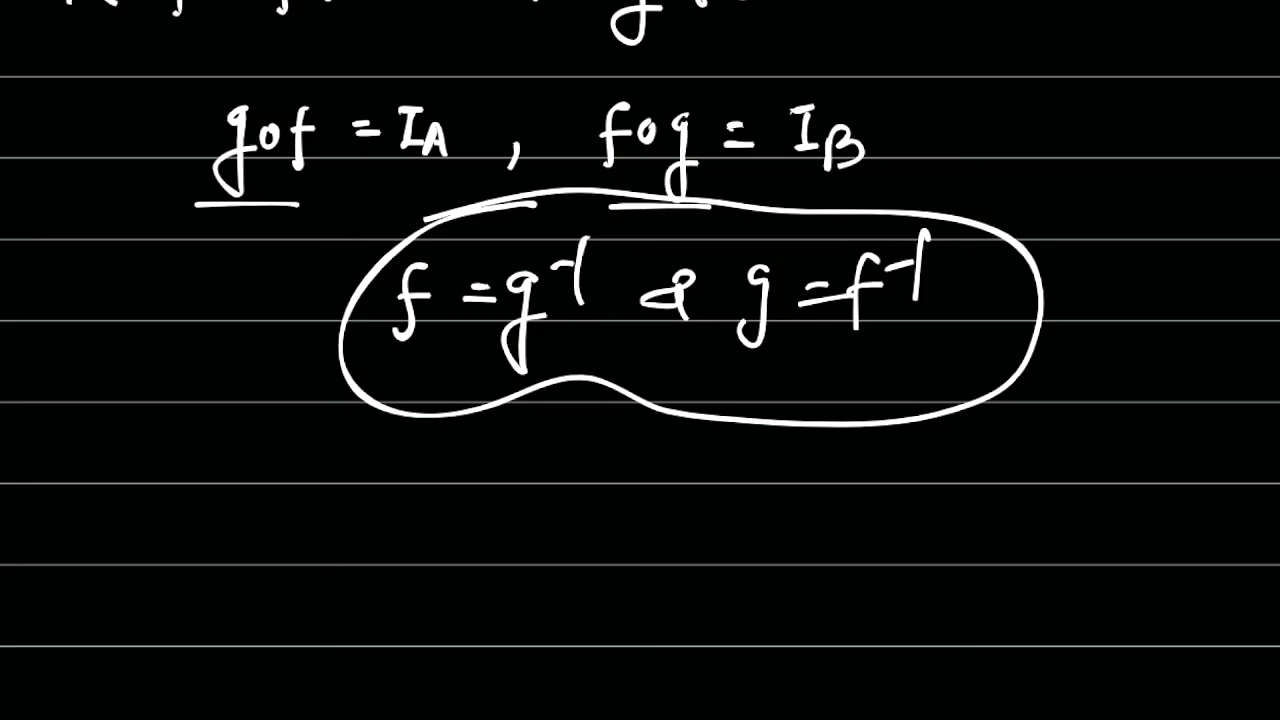 gof = I_A , fog = I_B
f = g⁻¹ & g = f⁻¹